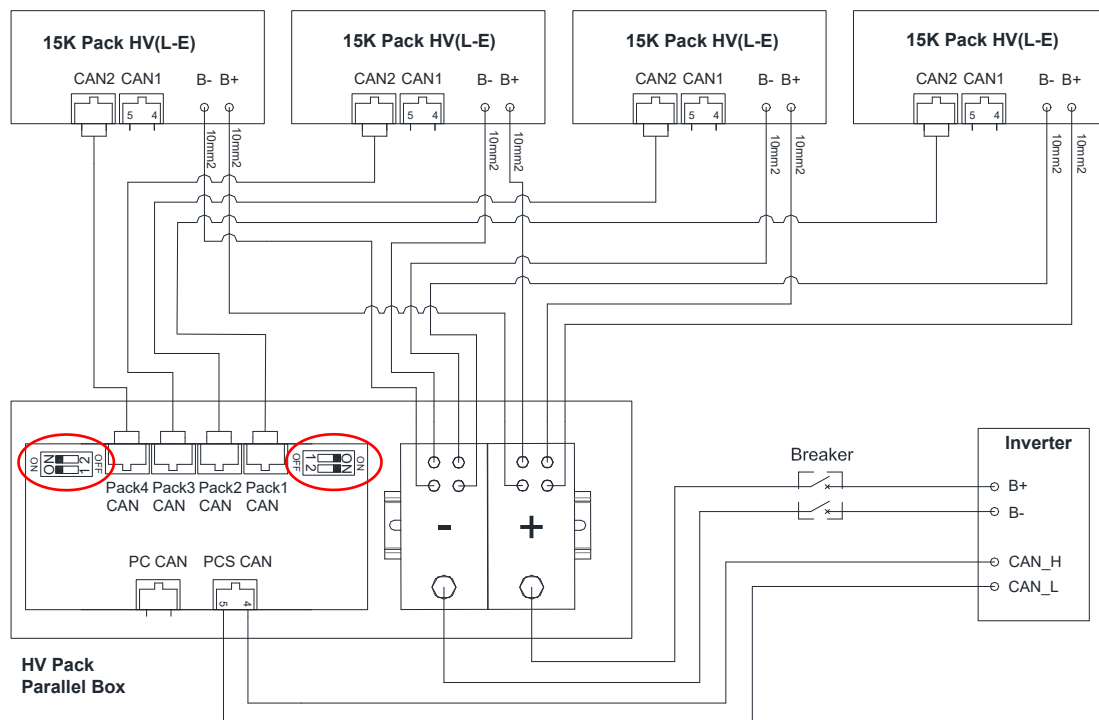 15K Pack HV(L-E) 15K Pack HV(L-E) 15K Pack HV(L-E) 15K Pack HV(L-E)
CAN2 CAN1 B- B+ CAN2 CAN1 B- B+ CAN2 CAN1 B- B+ CAN2 CAN1 B- B+
5 4 5 4 5 4 5 4
10mm2 10mm2 10mm2 10mm2 10mm2 10mm2 10mm2 10mm2
ON ON 1 2 OFF OFF 1 2 ON ON
Pack4 Pack3 Pack2 Pack1
CAN CAN CAN CAN
- +
PC CAN PCS CAN
5 4
Breaker
Inverter
B+
B-
CAN_H
CAN_L
HV Pack
Parallel Box